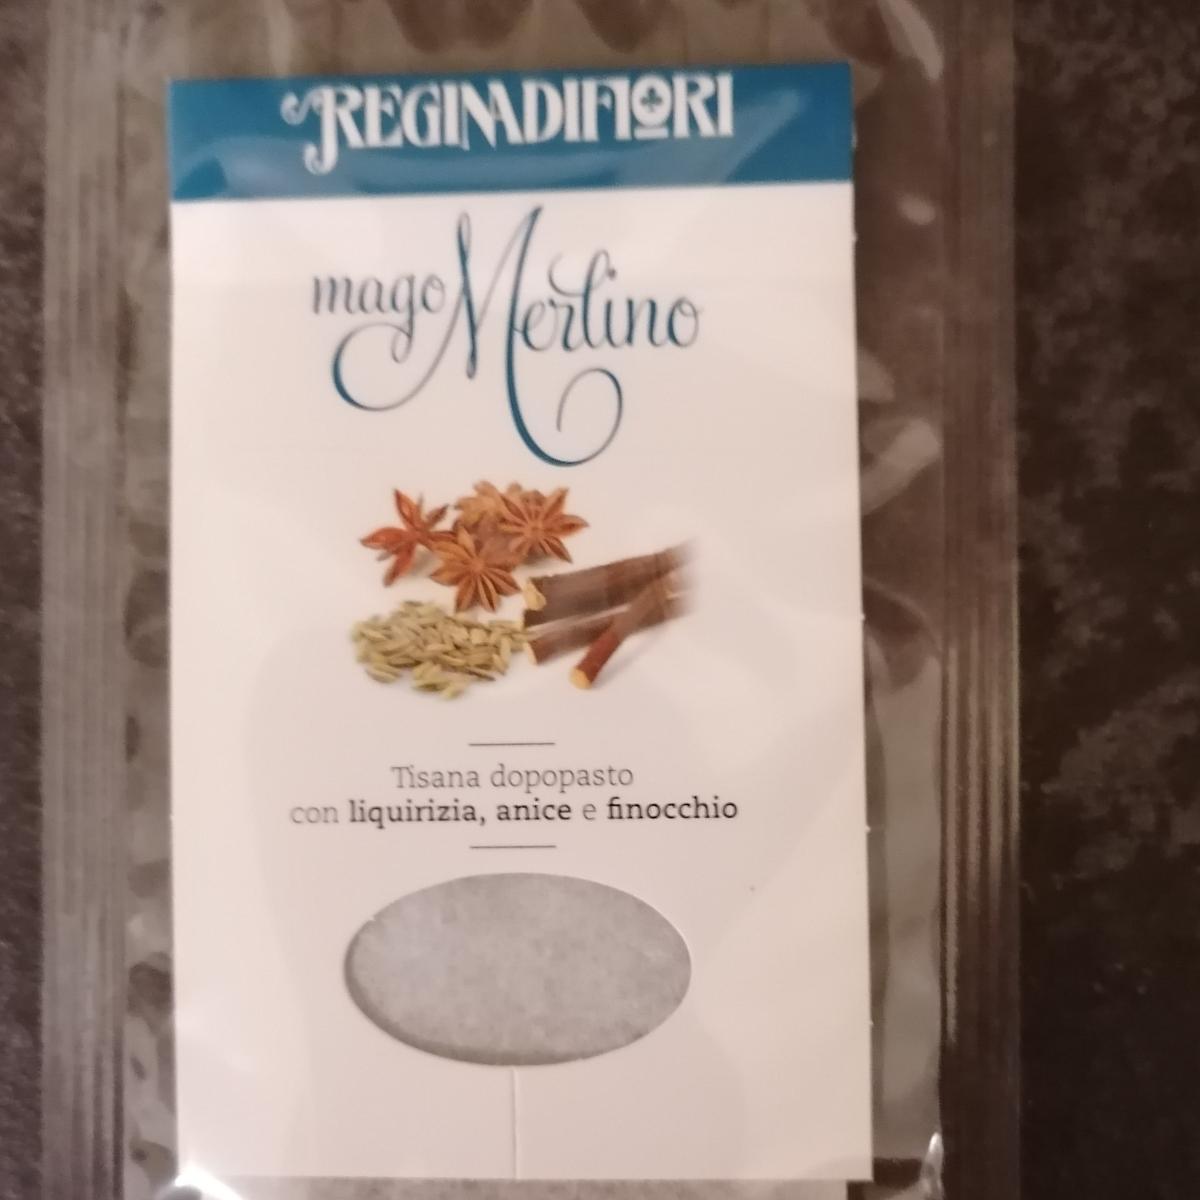 REGINADIFIORI
mago Merlino
Tisana dopopasto
con liquirizia, anice e finocchio